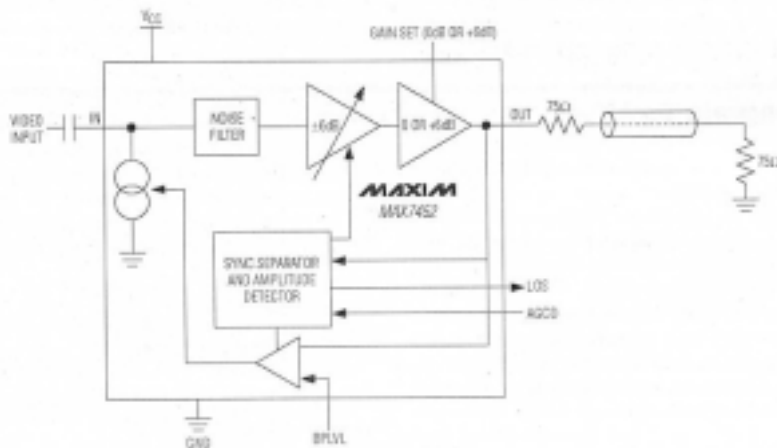 VCC
GAIN SET (0dB OR +6dB)
VIDEO
INPUT
IN
NOISE
FILTER
±6dB
0 OR +6dB
OUT
75Ω
75Ω
MAXIM
MAX7452
SYNC SEPARATOR
AND AMPLITUDE
DETECTOR
LOS
AGCD
GND
BPLVL